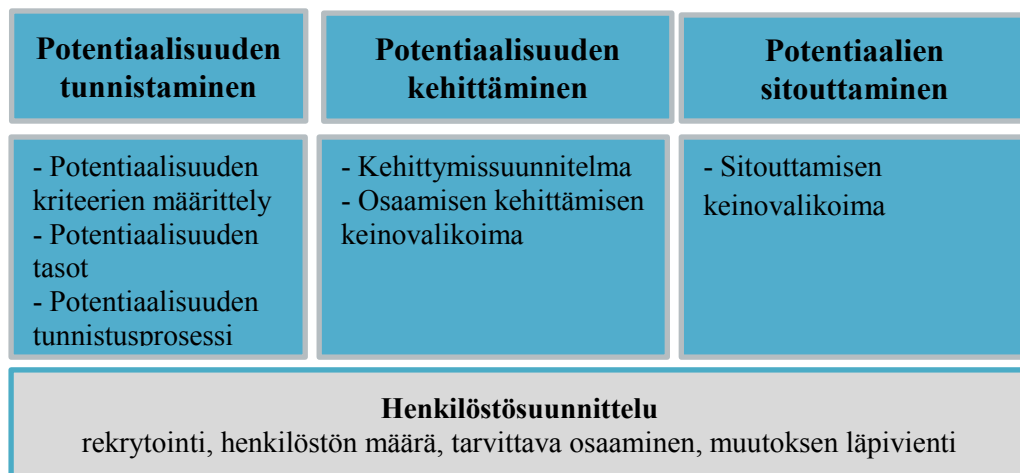 Potentiaalisuuden
tunnistaminen
Potentiaalisuuden
kehittäminen
Potentiaalien
sitouttaminen
- Potentiaalisuuden
kriteerien määrittely
- Potentiaalisuuden
tasot
- Potentiaalisuuden
tunnistusprosessi
- Kehittymissuunnitelma
- Osaamisen kehittämisen
keinovalikoima
- Sitouttamisen
keinovalikoima
Henkilöstösuunnittelu
rekrytointi, henkilöstön määrä, tarvittava osaaminen, muutoksen läpivienti